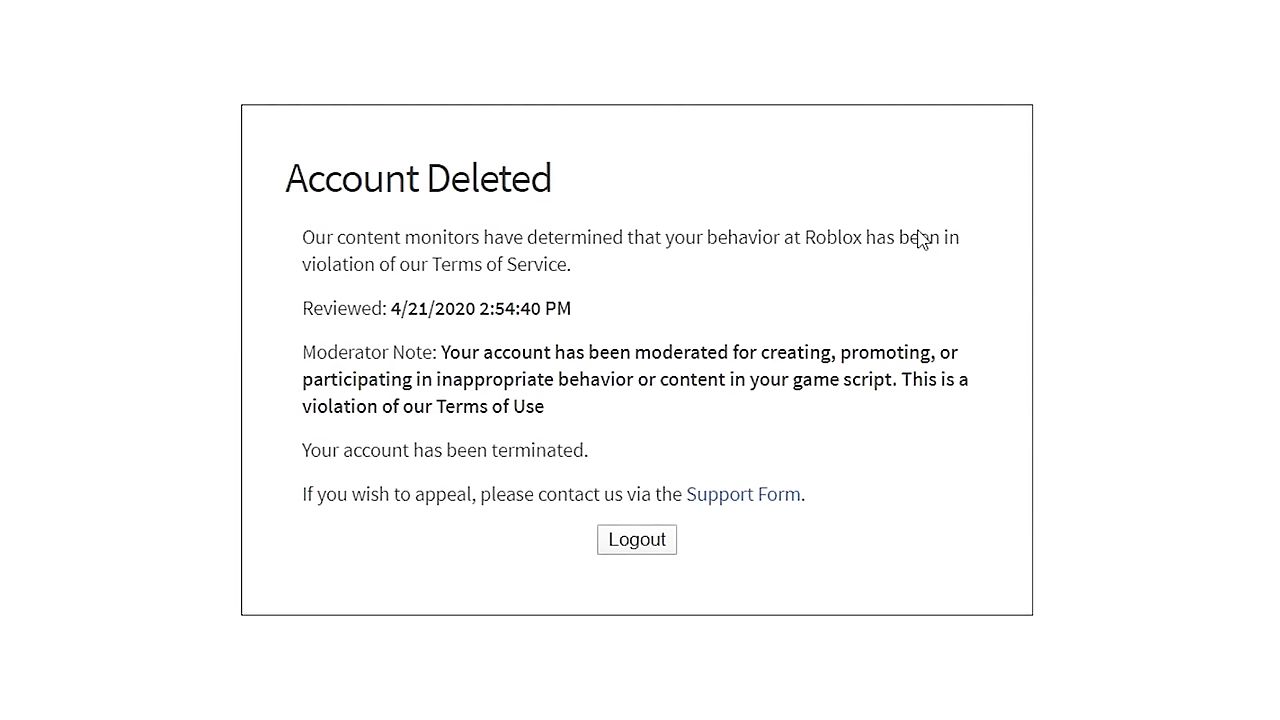 Account Deleted
Our content monitors have determined that your behavior at Roblox has been in
violation of our Terms of Service.
Reviewed: 4/21/2020 2:54:40 PM
Moderator Note: Your account has been moderated for creating, promoting, or
participating in inappropriate behavior or content in your game script. This is a
violation of our Terms of Use
Your account has been terminated.
If you wish to appeal, please contact us via the Support Form.
Logout